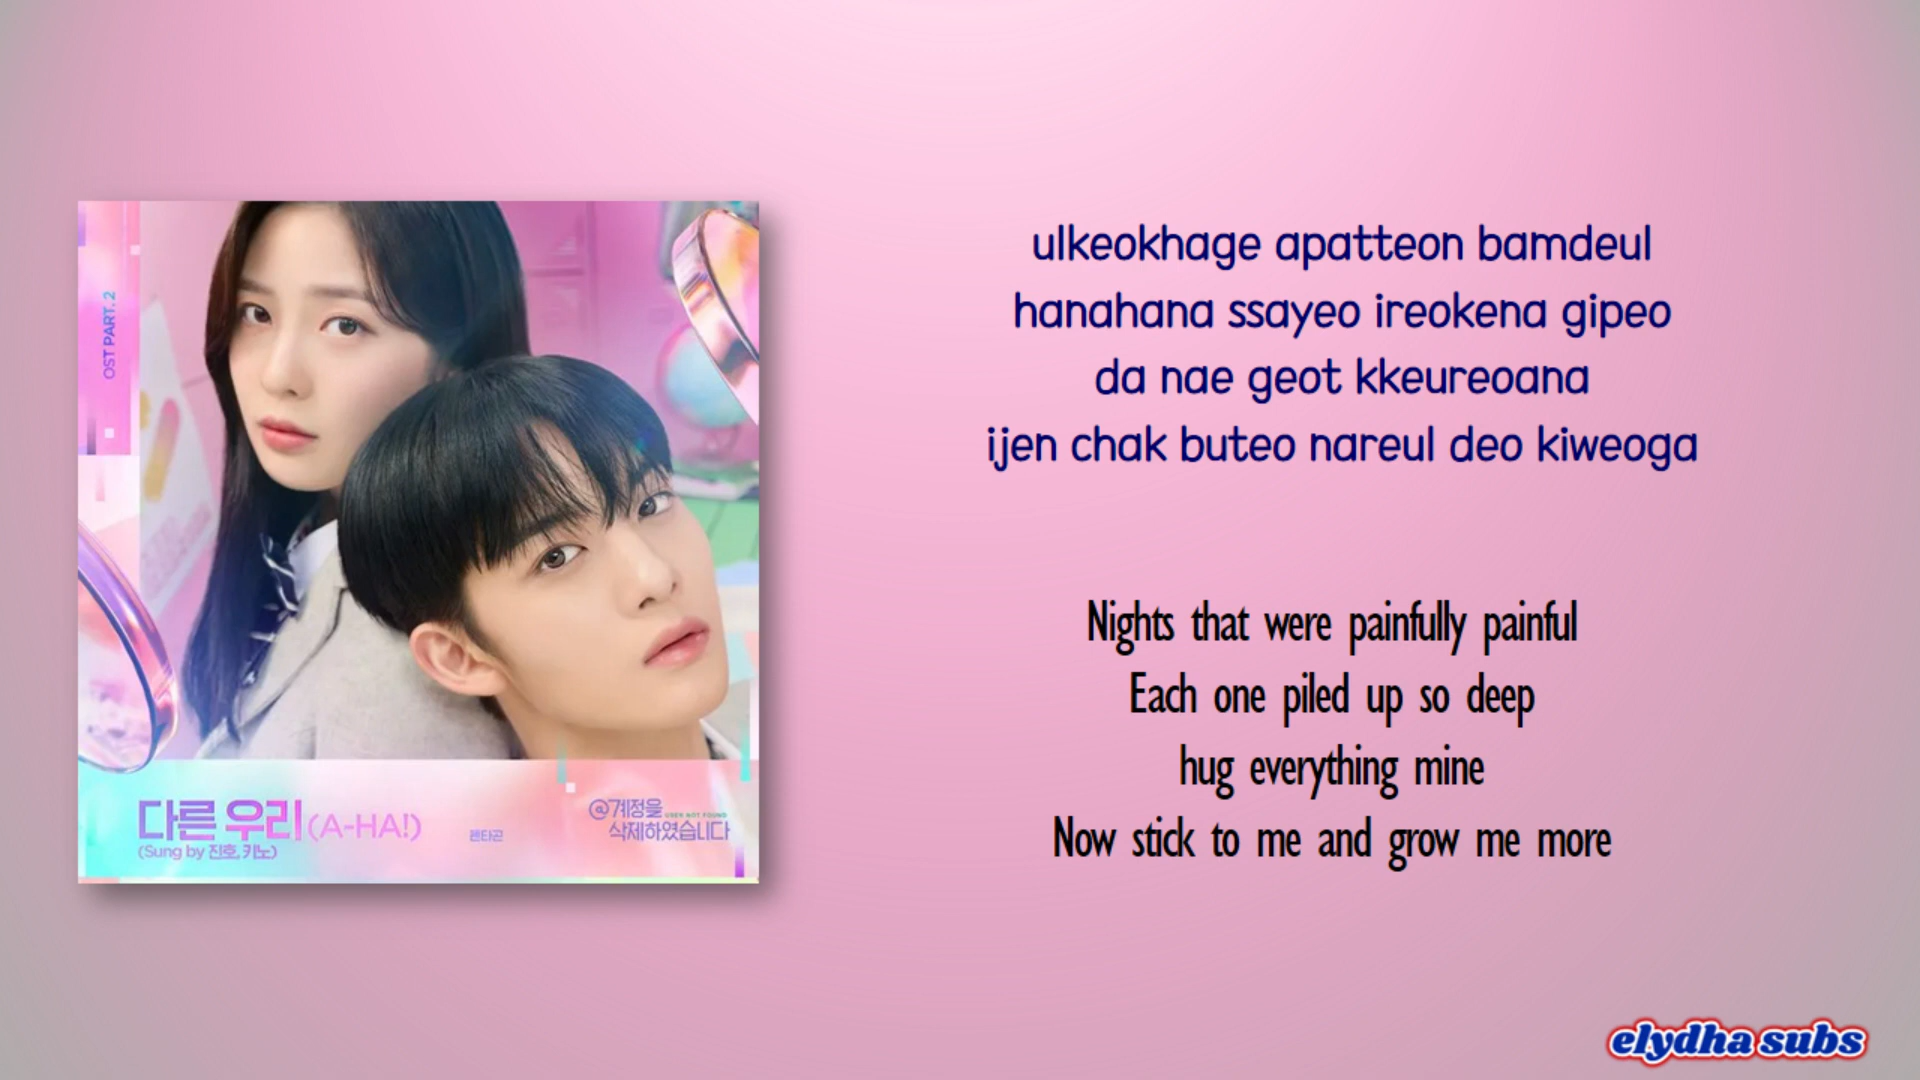 OST PART. 2
다른 우리 (A-HA!)
(Sung by 진호, 키노)
펜타곤
@계정을
USER NOT FOUND
삭제하였습니다
ulkeokhage apatteon bamdeul
hanahana ssayeo ireokena gipeo
da nae geot kkeureoana
ijen chak buteo nareul deo kiweoga
Nights that were painfully painful
Each one piled up so deep
hug everything mine
Now stick to me and grow me more
elydha subs